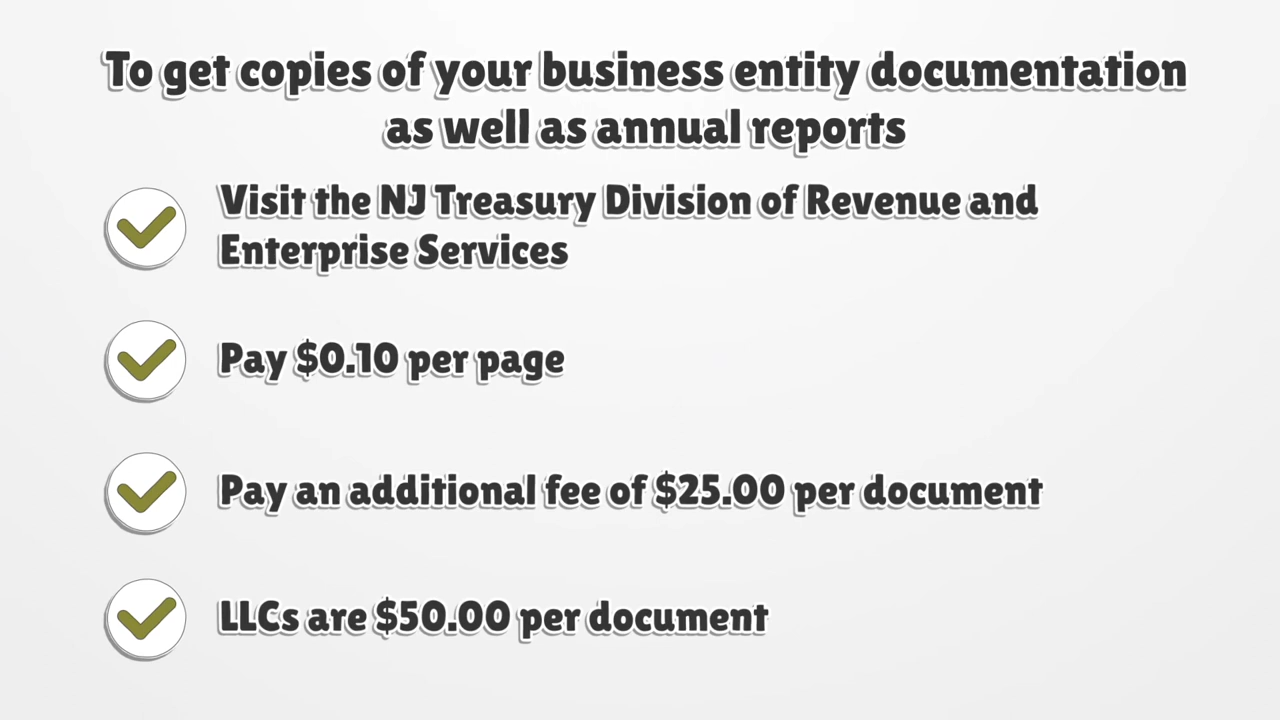 To get copies of your business entity documentation
as well as annual reports
Visit the NJ Treasury Division of Revenue and
Enterprise Services
Pay $0.10 per page
Pay an additional fee of $25.00 per document
LLCs are $50.00 per document